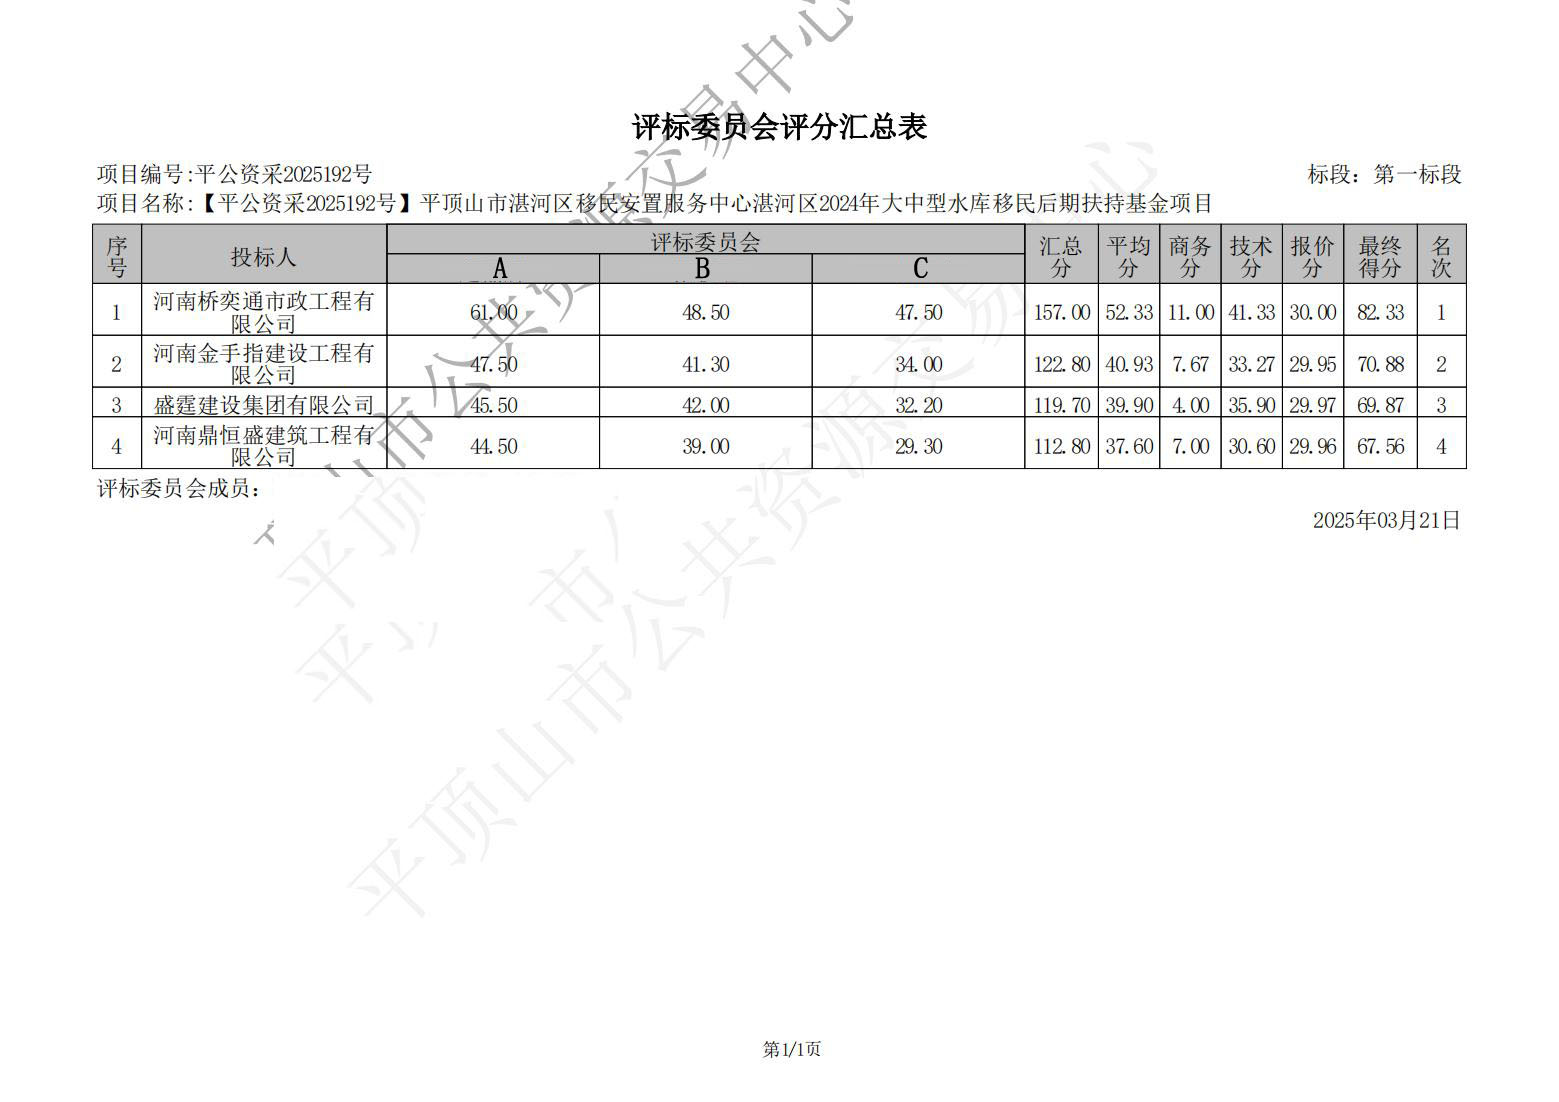 评标委员会评分汇总表
项目编号:平公资采2025192号 标段：第一标段
项目名称:【平公资采2025192号】平顶山市湛河区移民安置服务中心湛河区2024年大中型水库移民后期扶持基金项目
序号 投标人 评标委员会 汇总分 平均分 商务分 技术分 报价分 最终得分 名次
A B C
1 河南桥奕通市政工程有限公司 61.00 48.50 47.50 157.00 52.33 11.00 41.33 30.00 82.33 1
2 河南金手指建设工程有限公司 47.50 41.30 34.00 122.80 40.93 7.67 33.27 29.95 70.88 2
3 盛霆建设集团有限公司 45.50 42.00 32.20 119.70 39.90 4.00 35.90 29.97 69.87 3
4 河南鼎恒盛建筑工程有限公司 44.50 39.00 29.30 112.80 37.60 7.00 30.60 29.96 67.56 4
评标委员会成员：
2025年03月21日
平顶山市公共资源交易中心
第1/1页